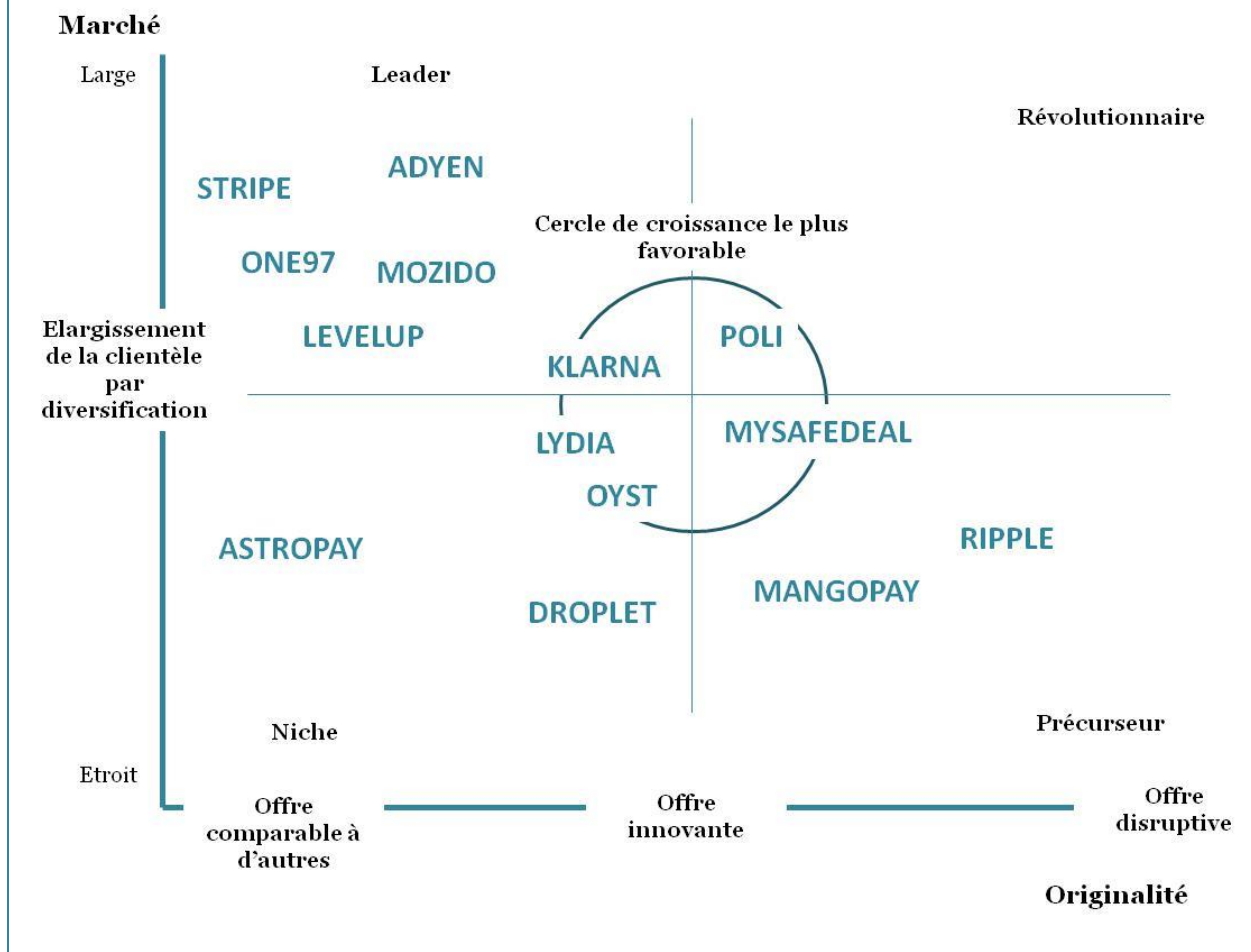 Marché
Large
Leader
Révolutionnaire
ADYEN
STRIPE
Cercle de croissance le plus
favorable
ONE97
MOZIDO
Elargissement
de la clientèle
par
diversification
LEVELUP
POLI
KLARNA
MYSAFEDEAL
LYDIA
OYST
ASTROPAY
RIPPLE
MANGOPAY
DROPLET
Niche
Précurseur
Etroit
Offre
comparable à
d'autres
Offre
innovante
Offre
disruptive
Originalité